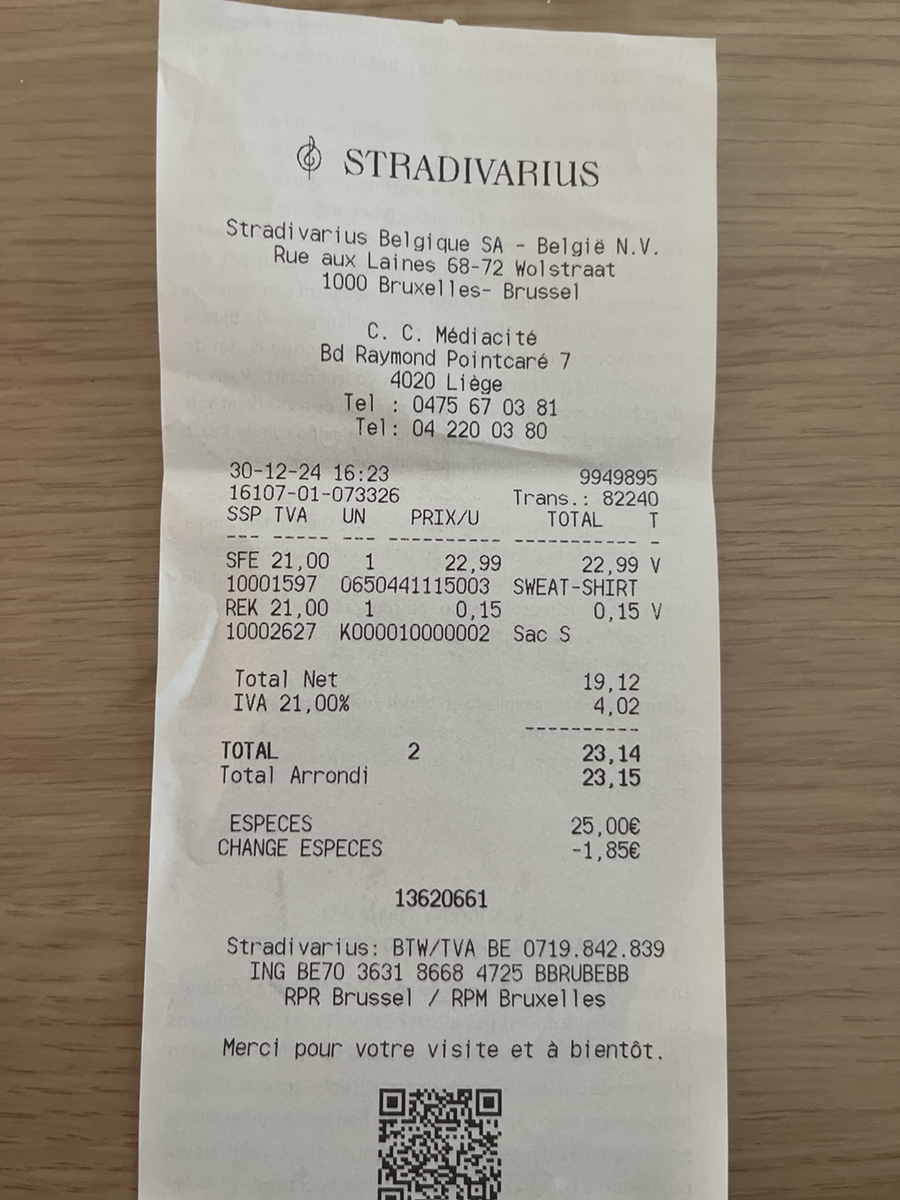 STRADIVARIUS
Stradivarius Belgique SA - België N.V.
Rue aux Laines 68-72 Wolstraat
1000 Bruxelles- Brussel
C. C. Médiacité
Bd Raymond Pointcaré 7
4020 Liège
Tel : 0475 67 03 81
Tel: 04 220 03 80
30-12-24 16:23 9949895
16107-01-073326 Trans.: 82240
SSP TVA UN PRIX/U TOTAL T
--- ----- --- ---------- ----------- -
SFE 21,00 1 22,99 22,99 V
10001597 0650441115003 SWEAT-SHIRT
REK 21,00 1 0,15 0,15 V
10002627 K000010000002 Sac S
Total Net 19,12
IVA 21,00% 4,02
----------
TOTAL 2 23,14
Total Arrondi 23,15
ESPECES 25,00€
CHANGE ESPECES -1,85€
13620661
Stradivarius: BTW/TVA BE 0719.842.839
ING BE70 3631 8668 4725 BBRUBEBB
RPR Brussel / RPM Bruxelles
Merci pour votre visite et à bientôt.